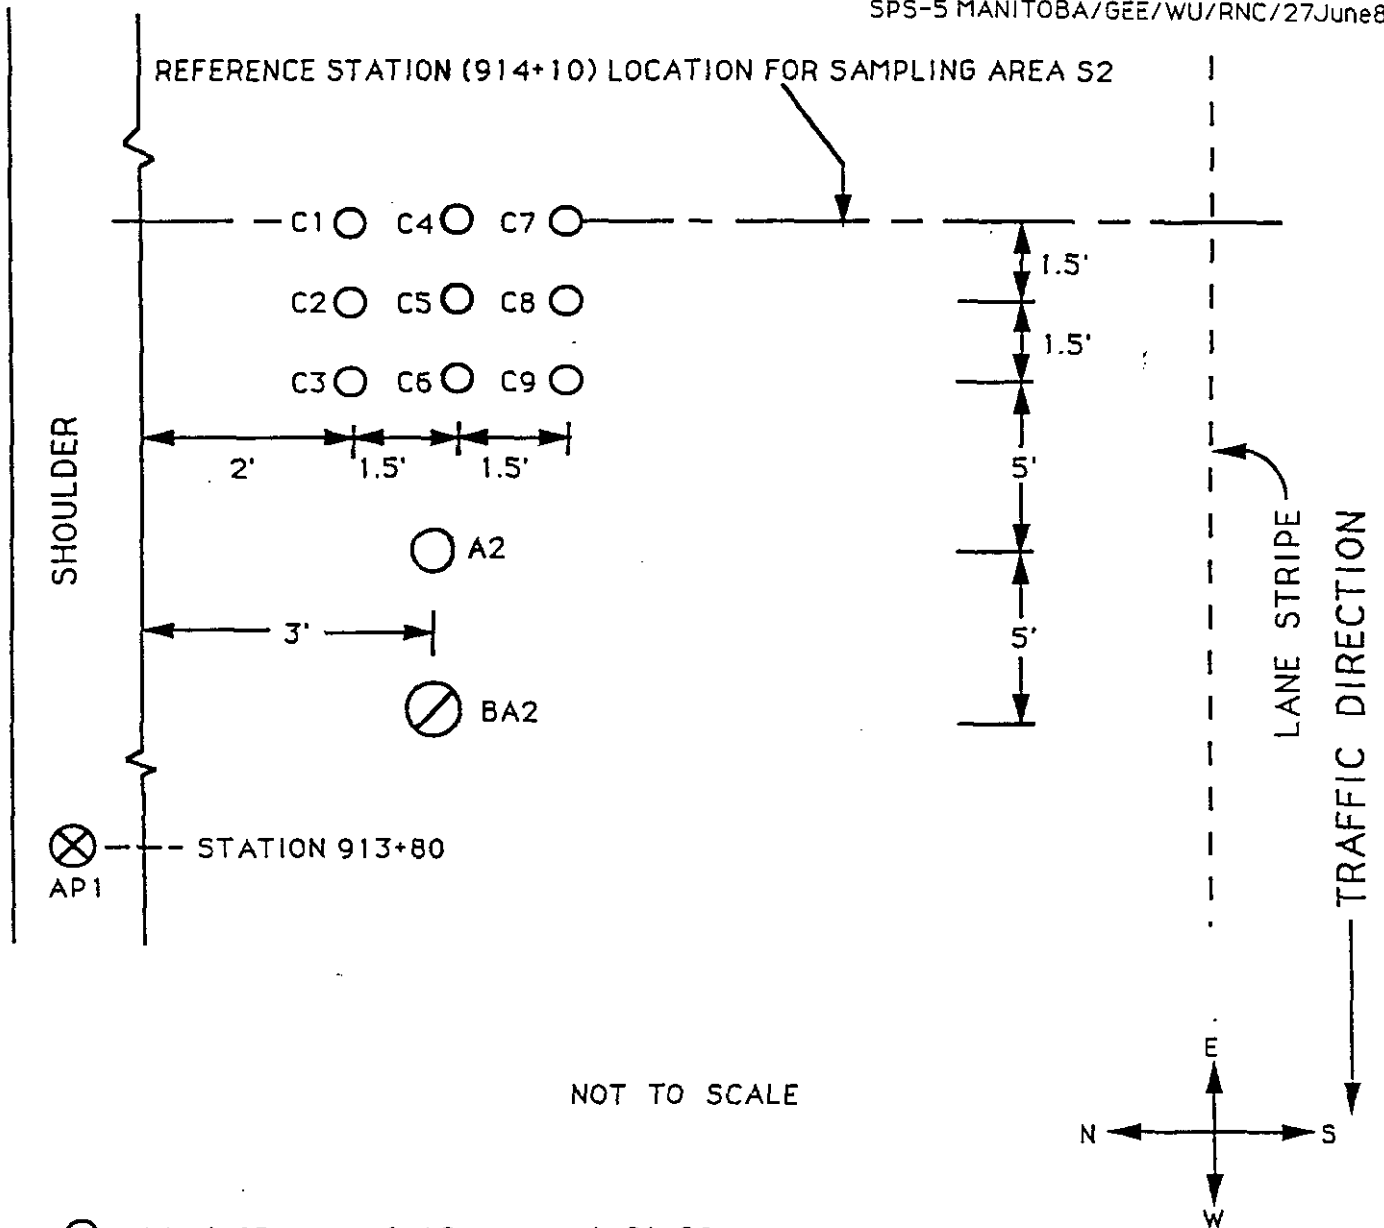 SPS-5 MANITOBA/GEE/WU/RNC/27June8
REFERENCE STATION (914+10) LOCATION FOR SAMPLING AREA S2
C1 C4 C7
1.5'
C2 C5 C8
1.5'
C3 C6 C9
2' 1.5' 1.5'
5'
SHOULDER
A2
3'
5'
BA2
LANE STRIPE
TRAFFIC DIRECTION
STATION 913+80
AP1
NOT TO SCALE
E
N S
W